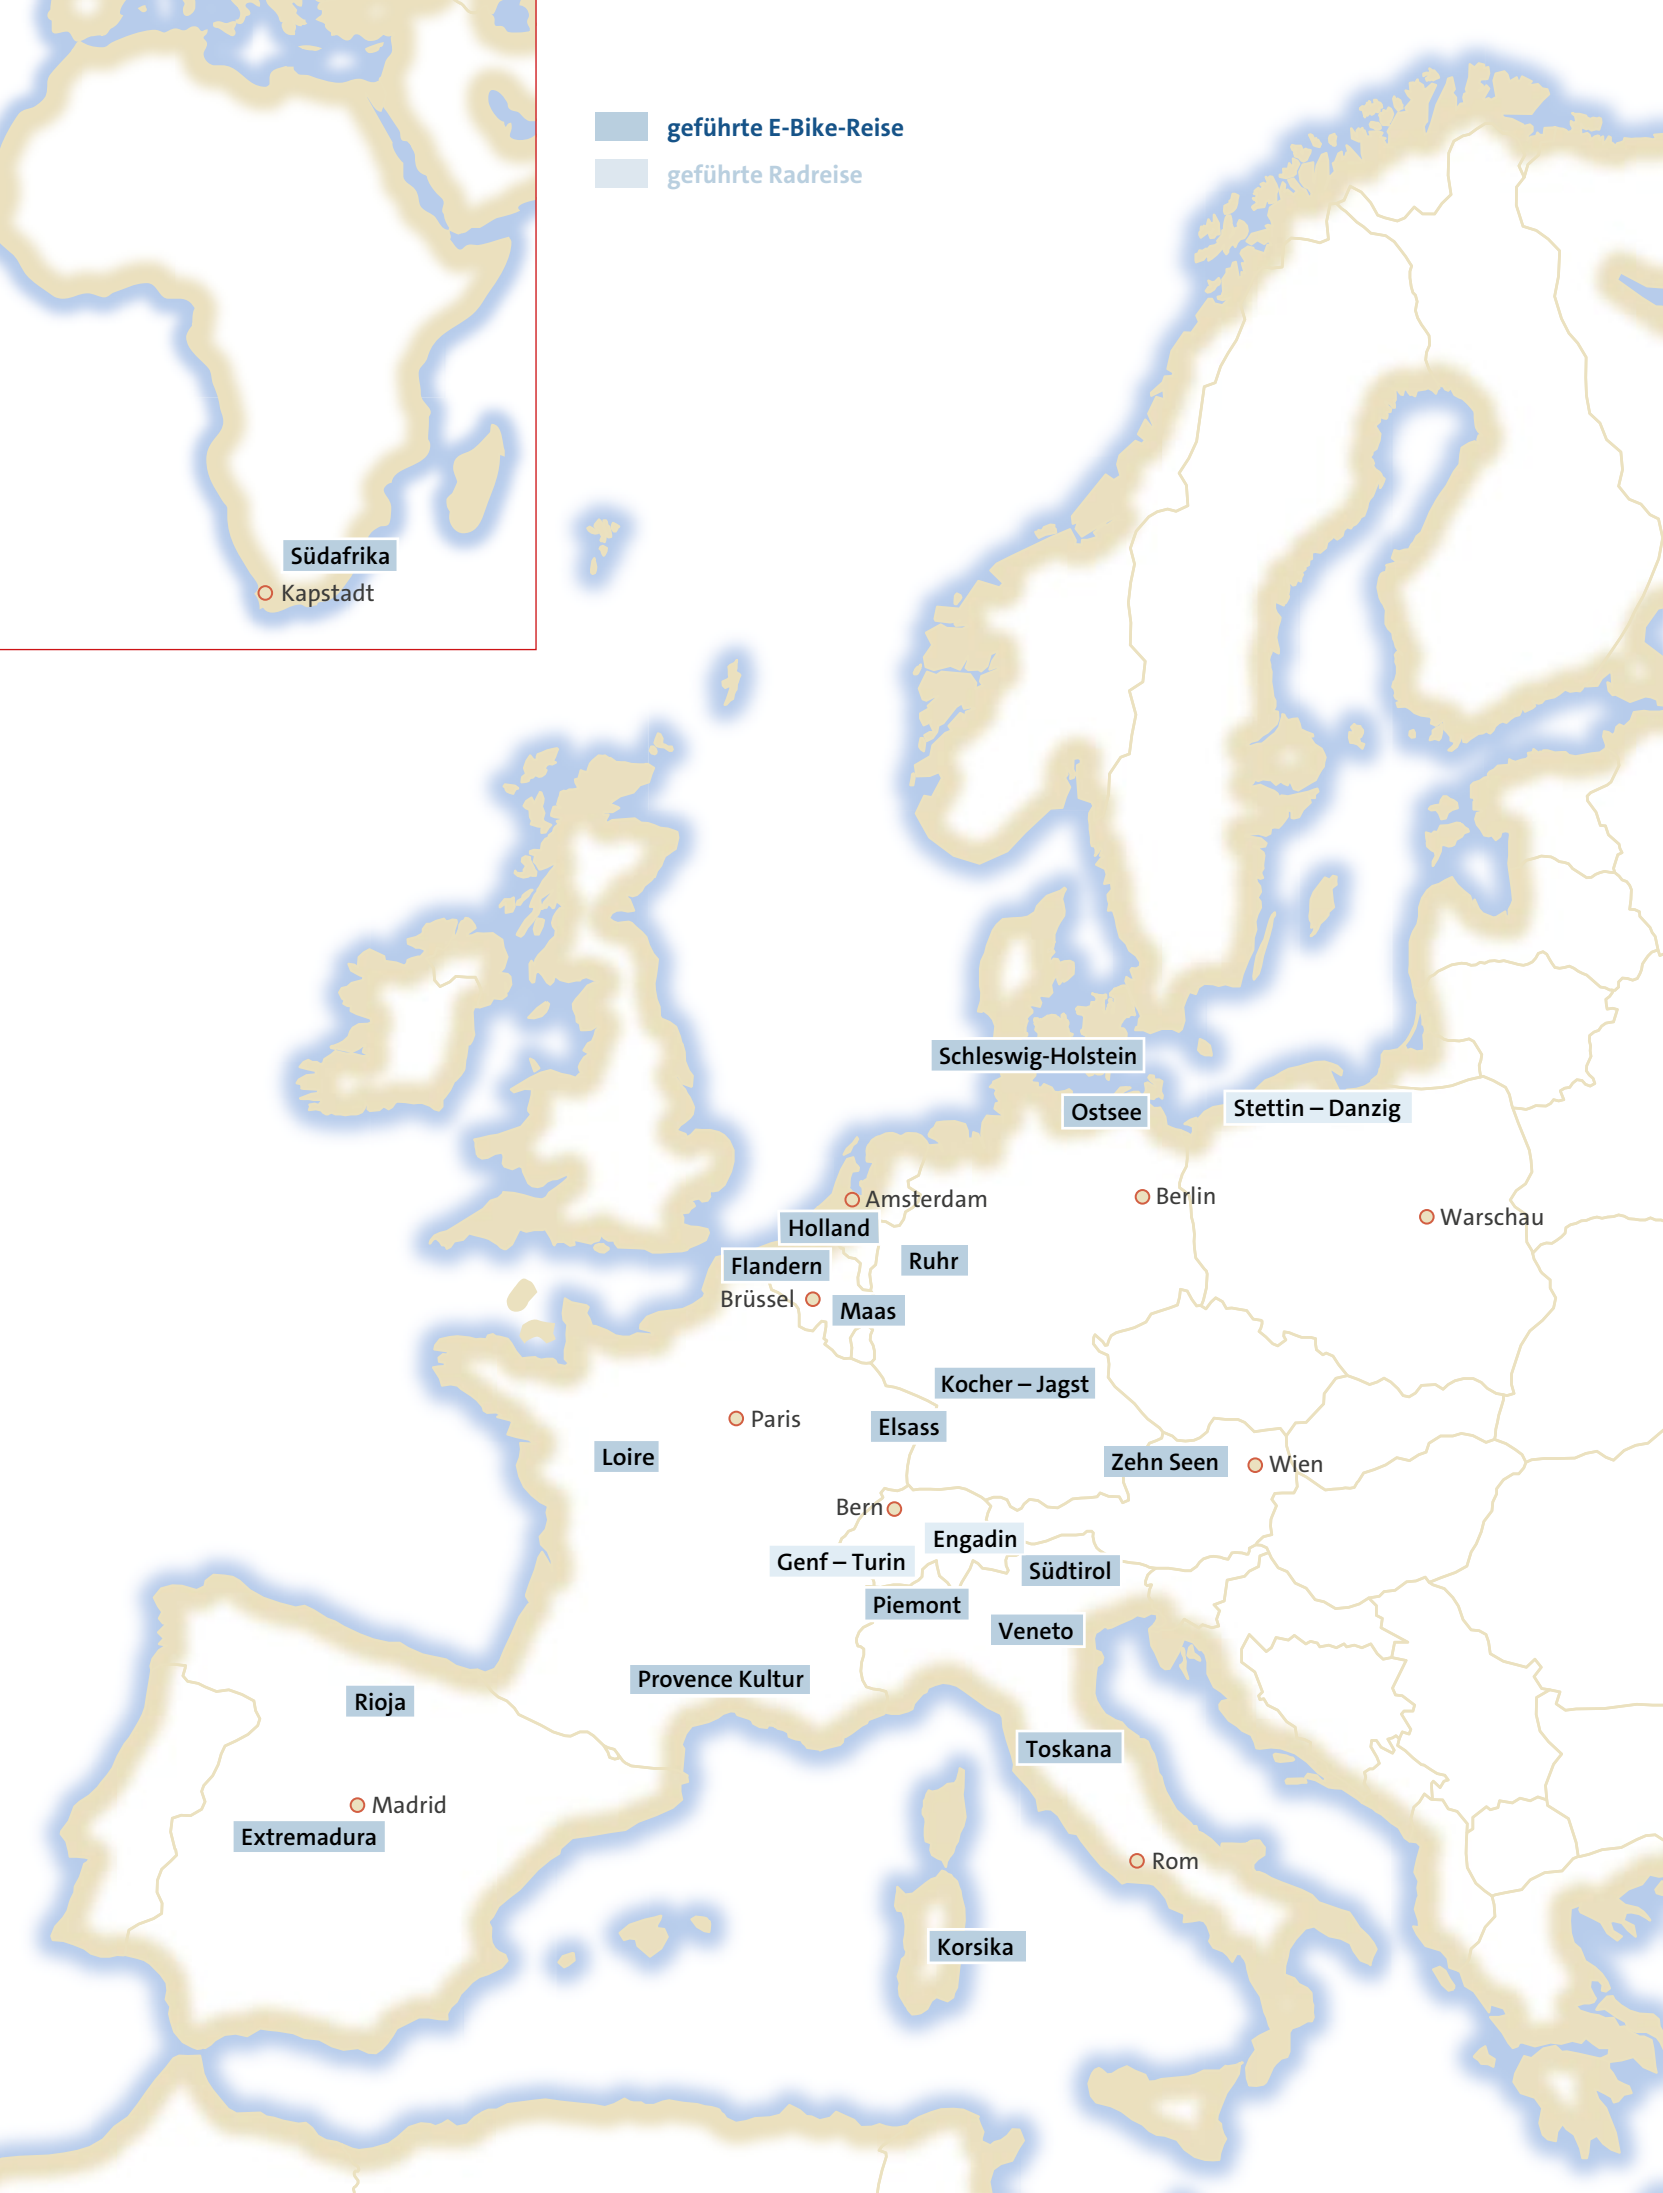 geführte E-Bike-Reise
geführte Radreise
Südafrika
Kapstadt
Schleswig-Holstein
Ostsee
Stettin – Danzig
Amsterdam
Berlin
Warschau
Holland
Flandern
Ruhr
Brüssel
Maas
Kocher – Jagst
Paris
Elsass
Loire
Zehn Seen
Wien
Bern
Engadin
Genf – Turin
Südtirol
Piemont
Veneto
Provence Kultur
Rioja
Toskana
Madrid
Extremadura
Rom
Korsika